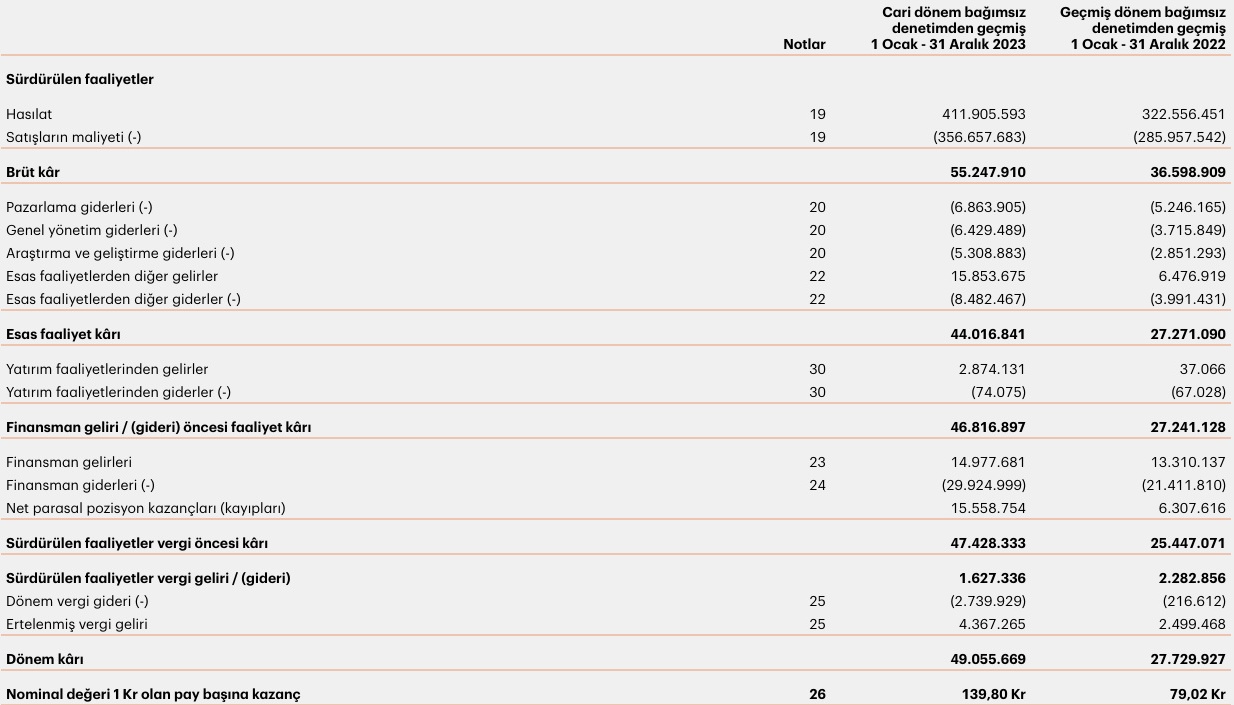 Cari dönem bağımsız Geçmiş dönem bağımsız
denetimden geçmiş denetimden geçmiş
Notlar 1 Ocak - 31 Aralık 2023 1 Ocak - 31 Aralık 2022
Sürdürülen faaliyetler
Hasılat 19 411.905.593 322.556.451
Satışların maliyeti (-) 19 (356.657.683) (285.957.542)
Brüt kâr 55.247.910 36.598.909
Pazarlama giderleri (-) 20 (6.863.905) (5.246.165)
Genel yönetim giderleri (-) 20 (6.429.489) (3.715.849)
Araştırma ve geliştirme giderleri (-) 20 (5.308.883) (2.851.293)
Esas faaliyetlerden diğer gelirler 22 15.853.675 6.476.919
Esas faaliyetlerden diğer giderler (-) 22 (8.482.467) (3.991.431)
Esas faaliyet kârı 44.016.841 27.271.090
Yatırım faaliyetlerinden gelirler 30 2.874.131 37.066
Yatırım faaliyetlerinden giderler (-) 30 (74.075) (67.028)
Finansman geliri / (gideri) öncesi faaliyet kârı 46.816.897 27.241.128
Finansman gelirleri 23 14.977.681 13.310.137
Finansman giderleri (-) 24 (29.924.999) (21.411.810)
Net parasal pozisyon kazançları (kayıpları) 15.558.754 6.307.616
Sürdürülen faaliyetler vergi öncesi kârı 47.428.333 25.447.071
Sürdürülen faaliyetler vergi geliri / (gideri) 1.627.336 2.282.856
Dönem vergi gideri (-) 25 (2.739.929) (216.612)
Ertelenmiş vergi geliri 25 4.367.265 2.499.468
Dönem kârı 49.055.669 27.729.927
Nominal değeri 1 Kr olan pay başına kazanç 26 139,80 Kr 79,02 Kr